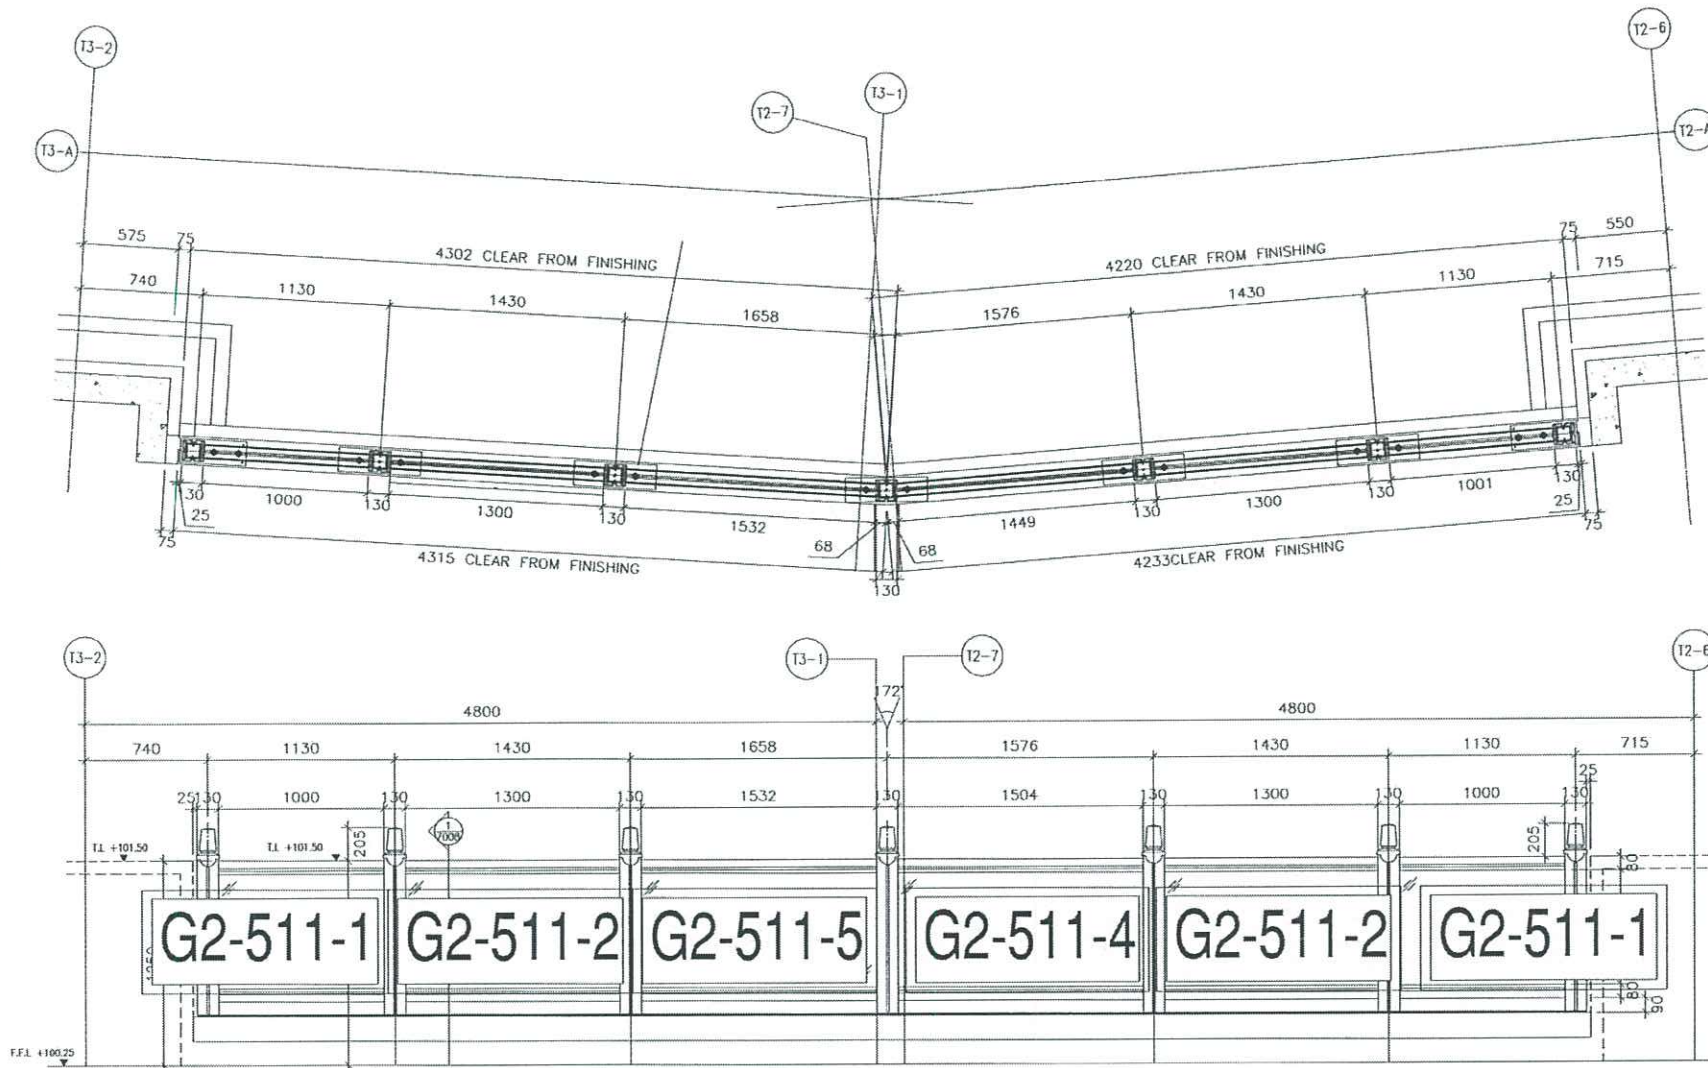 T3-2
T2-6
T3-1
T2-7
T3-A
T2-A
575 75 4302 CLEAR FROM FINISHING 4220 CLEAR FROM FINISHING 75 550
740 1130 1430 1658 1576 1430 1130 715
130 1000 130 1300 130 1532 1449 130 1300 130 1001 130
25 68 68 25
75 4315 CLEAR FROM FINISHING 4233CLEAR FROM FINISHING 75
130
T3-2 T3-1 T2-7 T2-6
172°
4800 4800
740 1130 1430 1658 1576 1430 1130 715
25
25 130 1000 130 1300 130 1532 130 1504 130 1300 130 1000 130
205 1 205
T.L +101.50 T.L +101.50
80
G2-511-1 G2-511-2 G2-511-5 G2-511-4 G2-511-2 G2-511-1
80
90
F.F.L +100.25